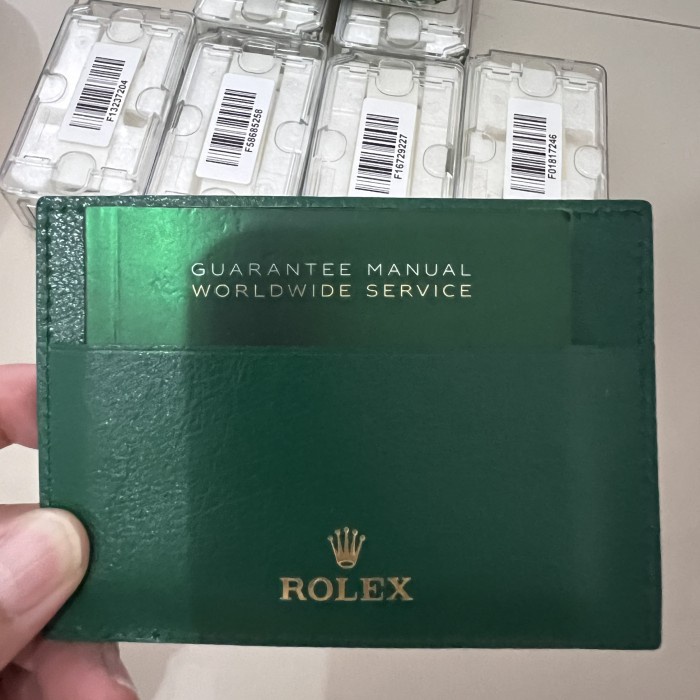 F13237204
F58685258
F16729227
F01817246
GUARANTEE MANUAL
WORLDWIDE SERVICE
ROLEX